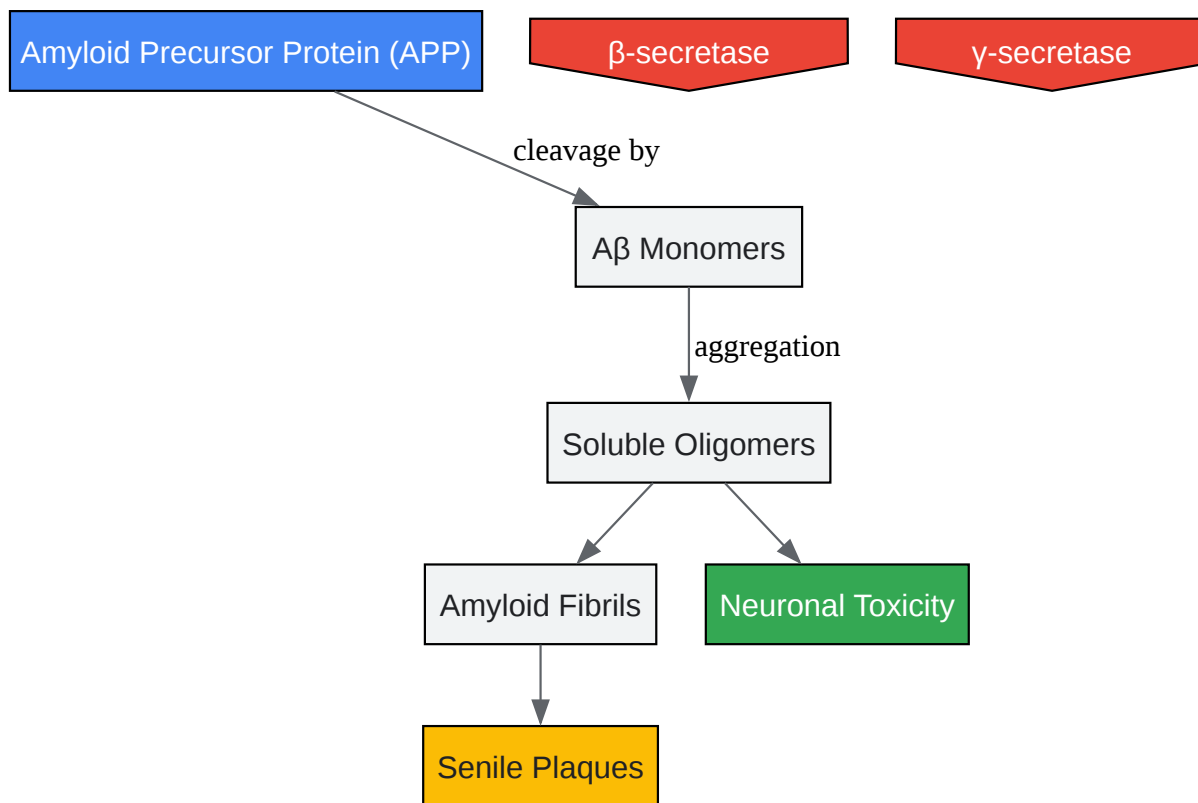 Amyloid Precursor Protein (APP)
β-secretase
γ-secretase
cleavage by
Aβ Monomers
aggregation
Soluble Oligomers
Amyloid Fibrils
Neuronal Toxicity
Senile Plaques